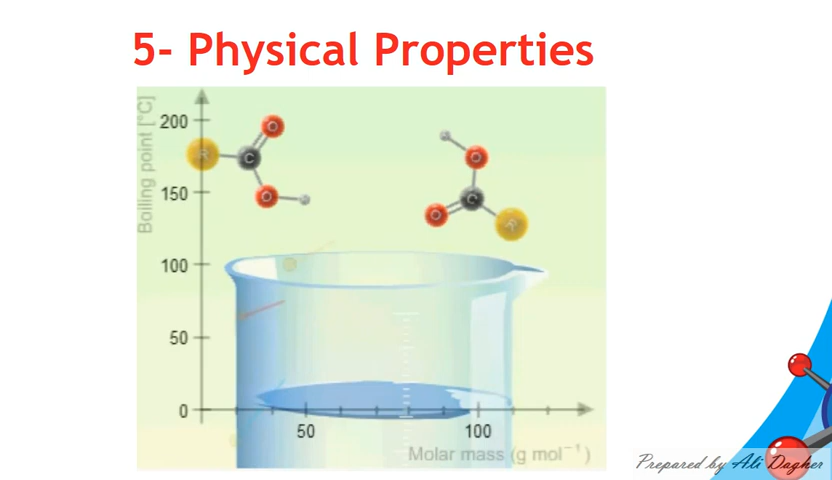 5- Physical Properties
Boiling point [°C]
200
150
100
50
0
50
100
Molar mass (g mol⁻¹)
R
C
O
O
O
C
O
R
Prepared by Ali Dagher